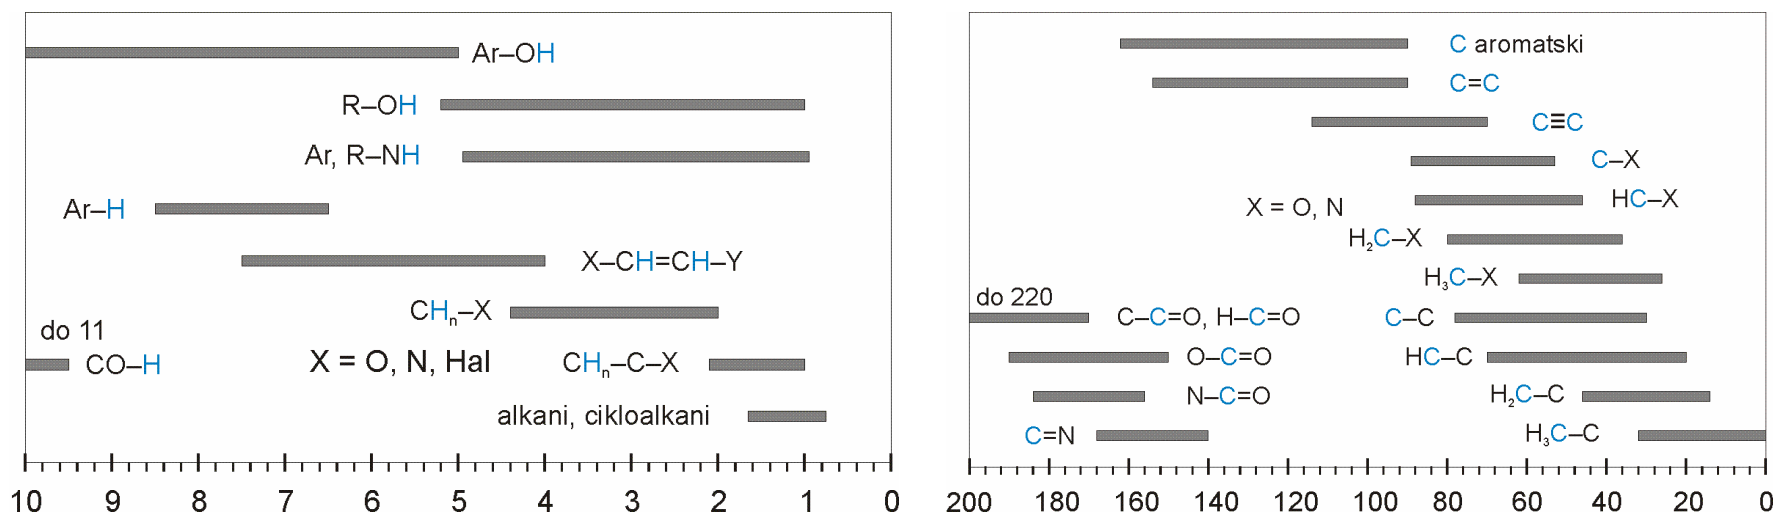 Ar–OH
R–OH
Ar, R–NH
Ar–H
X–CH=CH–Y
CHₙ–X
do 11
CO–H
X = O, N, Hal
CHₙ–C–X
alkani, cikloalkani
10 9 8 7 6 5 4 3 2 1 0
C aromatski
C=C
C≡C
C–X
X = O, N
HC–X
H₂C–X
H₃C–X
do 220
C–C=O, H–C=O
C–C
O–C=O
HC–C
N–C=O
H₂C–C
C=N
H₃C–C
200 180 160 140 120 100 80 60 40 20 0